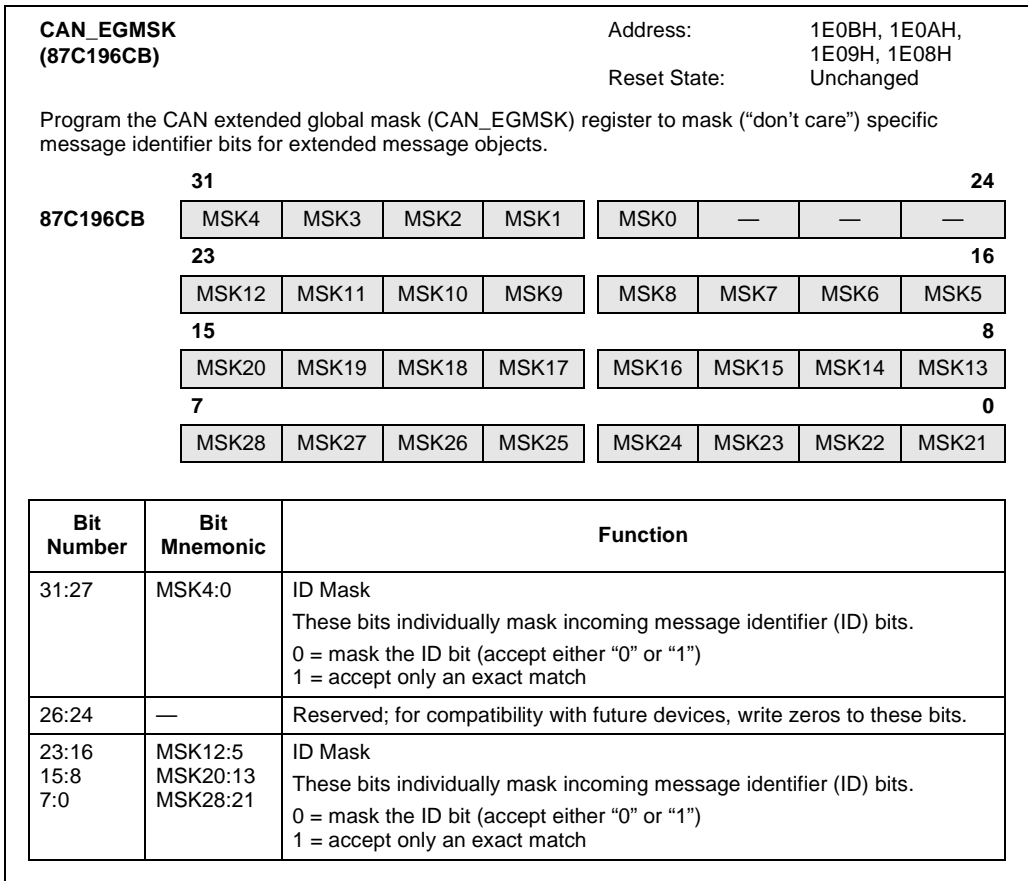 CAN_EGMSK
(87C196CB)
Address: 1E0BH, 1E0AH,
1E09H, 1E08H
Reset State: Unchanged
Program the CAN extended global mask (CAN_EGMSK) register to mask (“don’t care”) specific
message identifier bits for extended message objects.
31 24
87C196CB MSK4 MSK3 MSK2 MSK1 MSK0 — — —
23 16
MSK12 MSK11 MSK10 MSK9 MSK8 MSK7 MSK6 MSK5
15 8
MSK20 MSK19 MSK18 MSK17 MSK16 MSK15 MSK14 MSK13
7 0
MSK28 MSK27 MSK26 MSK25 MSK24 MSK23 MSK22 MSK21
Bit Number Bit Mnemonic Function
31:27 MSK4:0 ID Mask
These bits individually mask incoming message identifier (ID) bits.
0 = mask the ID bit (accept either “0” or “1”)
1 = accept only an exact match
26:24 — Reserved; for compatibility with future devices, write zeros to these bits.
23:16 MSK12:5 ID Mask
15:8 MSK20:13 These bits individually mask incoming message identifier (ID) bits.
7:0 MSK28:21
0 = mask the ID bit (accept either “0” or “1”)
1 = accept only an exact match